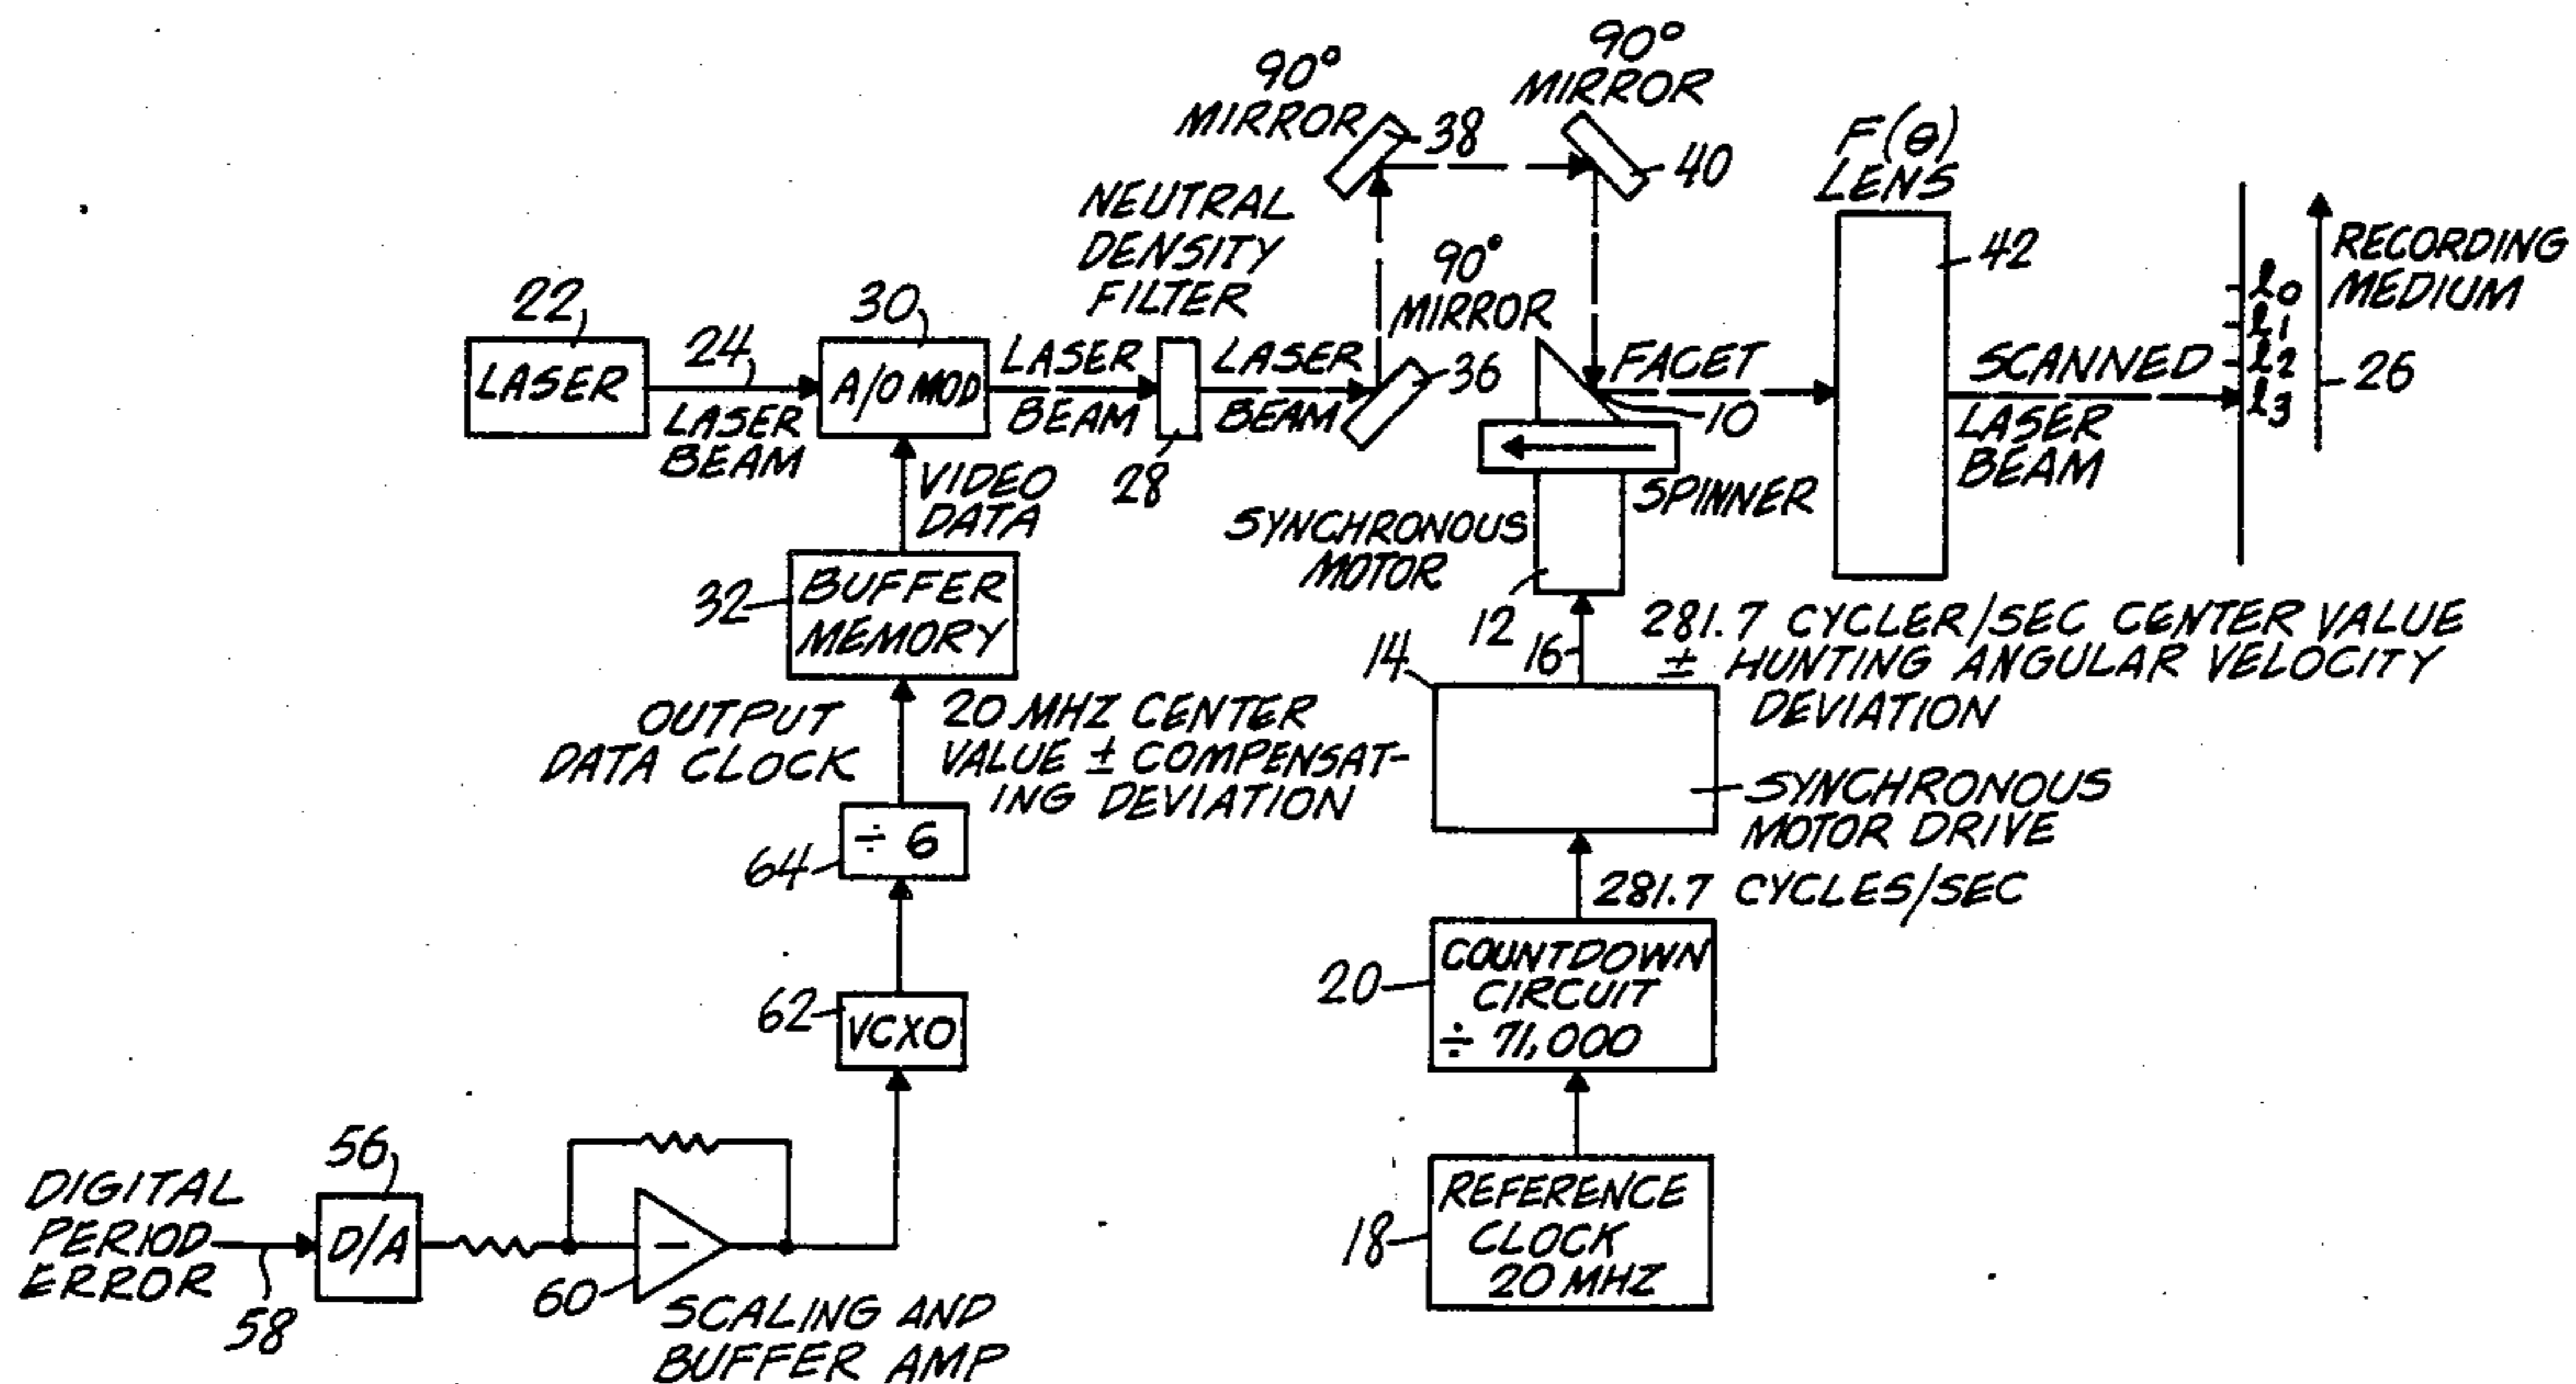 90°
MIRROR
38
90°
MIRROR
40
F(θ)
LENS
42
NEUTRAL
DENSITY
FILTER
28
90°
MIRROR
36
RECORDING
MEDIUM
26
l0
l1
l2
l3
22
LASER
24
LASER
BEAM
30
A/O MOD
LASER
BEAM
LASER
BEAM
FACET
10
SCANNED
LASER
BEAM
VIDEO
DATA
SPINNER
SYNCHRONOUS
MOTOR
12
32
BUFFER
MEMORY
16
281.7 CYCLER/SEC CENTER VALUE
± HUNTING ANGULAR VELOCITY
DEVIATION
14
OUTPUT
DATA CLOCK
20 MHZ CENTER
VALUE ± COMPENSAT-
ING DEVIATION
SYNCHRONOUS
MOTOR DRIVE
64
÷ 6
281.7 CYCLES/SEC
62
VCXO
20
COUNTDOWN
CIRCUIT
÷ 71,000
DIGITAL
PERIOD
ERROR
58
56
D/A
60
−
SCALING AND
BUFFER AMP
18
REFERENCE
CLOCK
20 MHZ